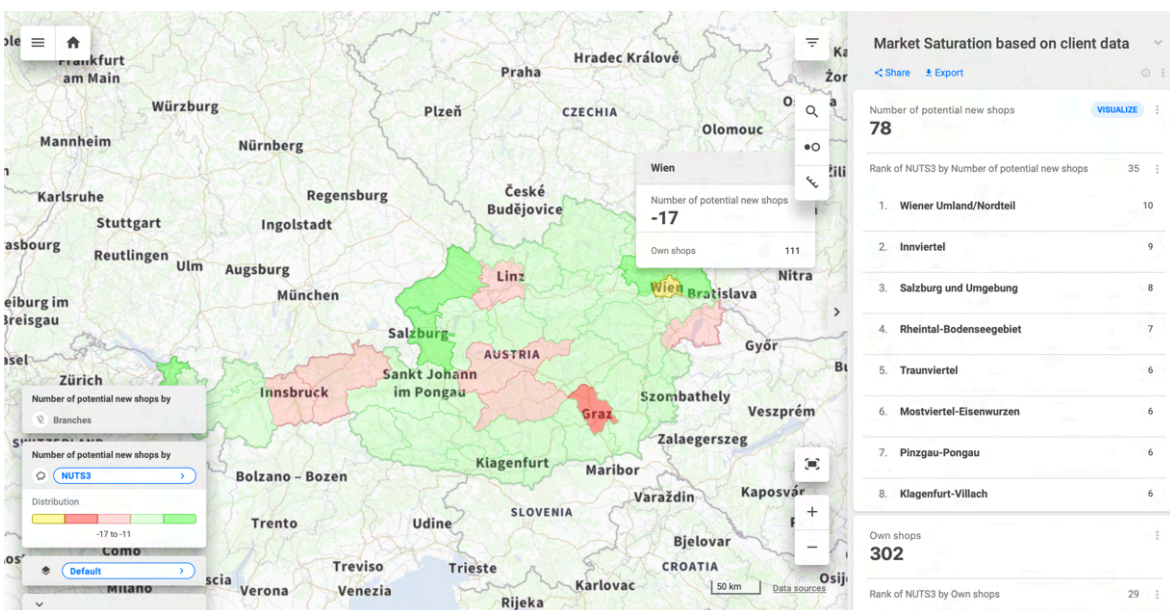 Frankfurt
am Main
Würzburg
Mannheim
Nürnberg
Karlsruhe
Regensburg
Stuttgart
Ingolstadt
asbourg
Reutlingen
Ulm
Augsburg
München
eiburg im
Breisgau
Zürich
Praha
Hradec Králové
Plzeň
CZECHIA
Olomouc
České
Budějovice
Linz
Wien
Bratislava
Nitra
Salzburg
AUSTRIA
Győr
Sankt Johann
im Pongau
Innsbruck
Szombathely
Graz
Veszprém
Zalaegerszeg
SWITZERLAND
Klagenfurt
Maribor
Bolzano – Bozen
Kaposvár
Varaždin
SLOVENIA
Trento
Udine
Bjelovar
Como
Treviso
Trieste
CROATIA
Milano
Verona
Venezia
Karlovac
Osij
Rijeka
Wien
Number of potential new shops
-17
Own shops 111
Number of potential new shops by
Branches
Number of potential new shops by
NUTS3
Distribution
-17 to -11
Default
50 km
Data sources
Market Saturation based on client data
Share Export
Number of potential new shops VISUALIZE
78
Rank of NUTS3 by Number of potential new shops 35
1. Wiener Umland/Nordteil 10
2. Innviertel 9
3. Salzburg und Umgebung 8
4. Rheintal-Bodenseegebiet 7
5. Traunviertel 6
6. Mostviertel-Eisenwurzen 6
7. Pinzgau-Pongau 6
8. Klagenfurt-Villach 6
Own shops
302
Rank of NUTS3 by Own shops 29